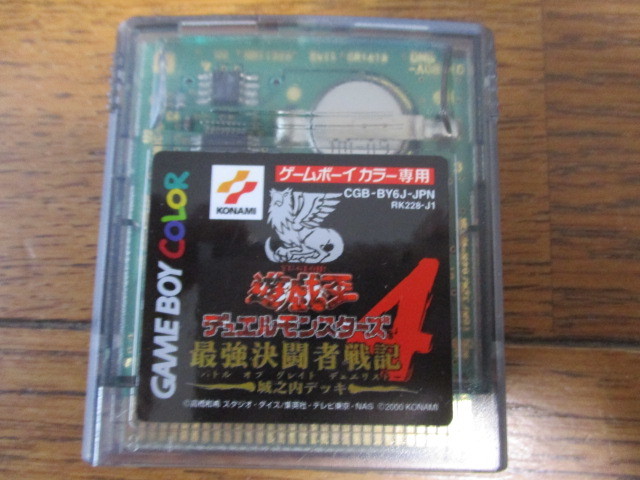 KONAMI
ゲームボーイ カラー専用
CGB-BY6J-JPN
RK228-J1
GAME BOY COLOR
遊戯王
デュエルモンスターズ
4
最強決闘者戦記
バトル オブ グレイト デュエリスト
城之内デッキ
©高橋和希 スタジオ・ダイス/集英社・テレビ東京・NAS ©2000 KONAMI